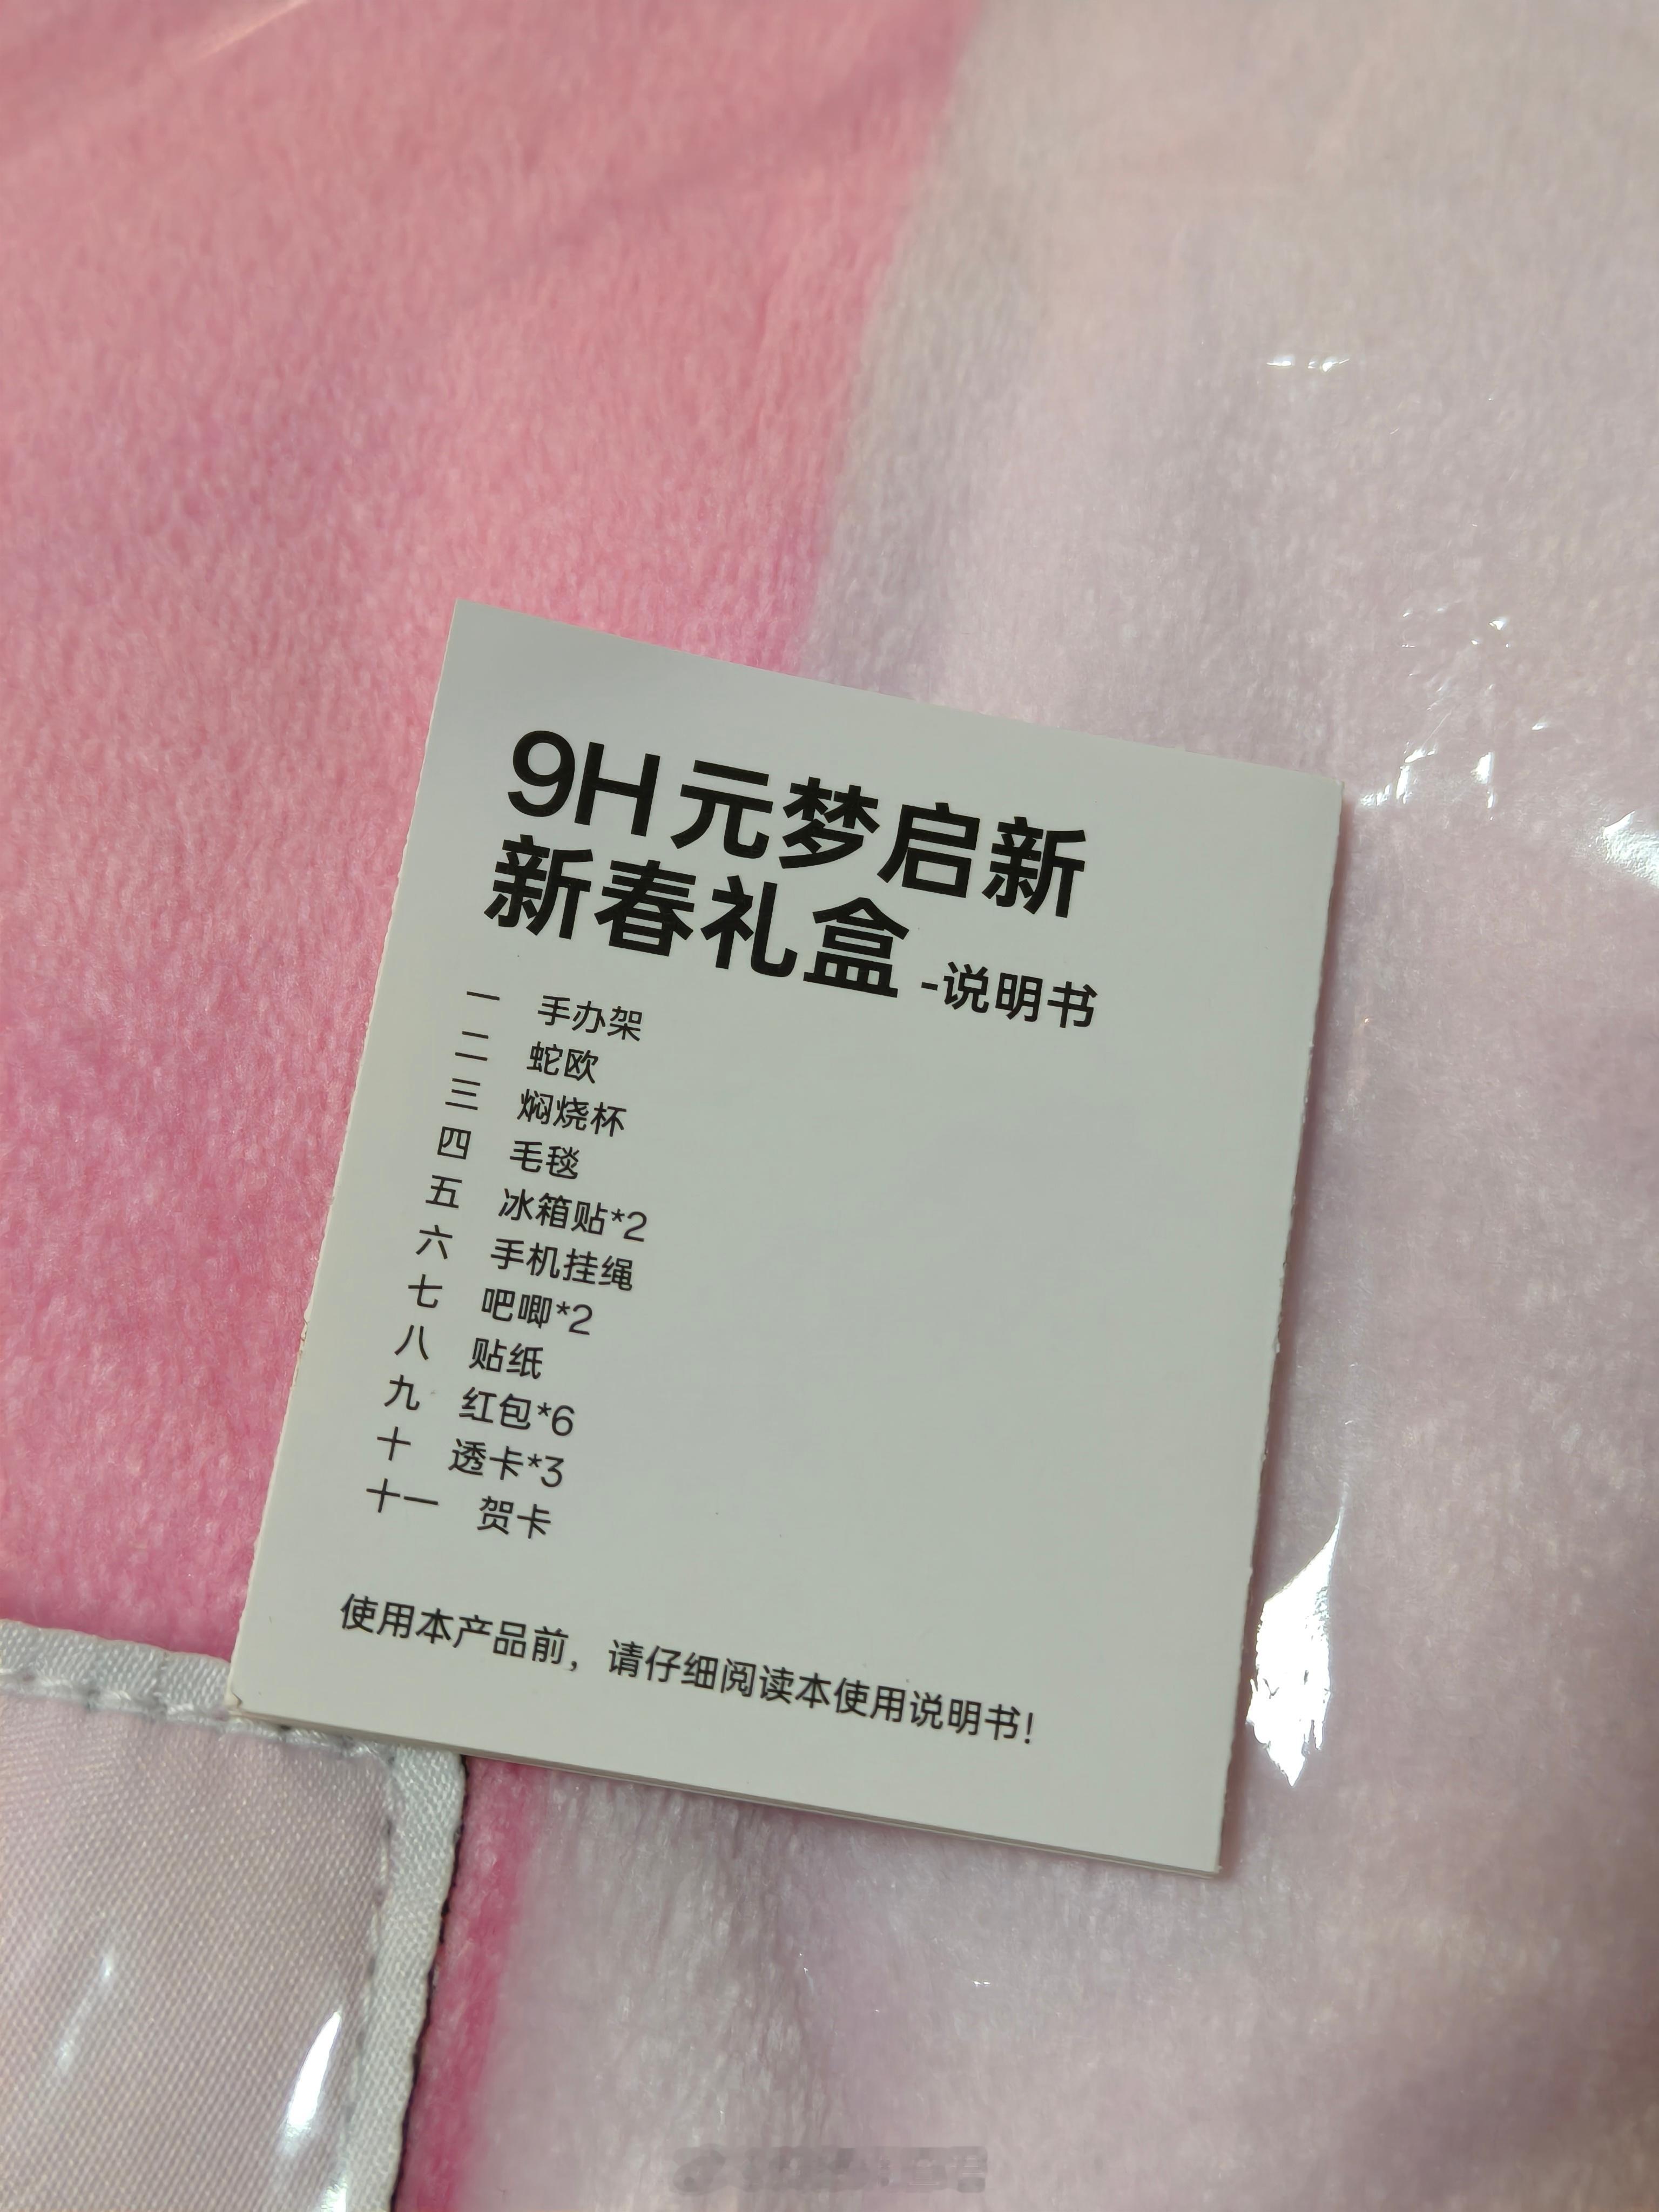 9H元梦启新
新春礼盒 -说明书
一 手办架
二 蛇欧
三 焖烧杯
四 毛毯
五 冰箱贴*2
六 手机挂绳
七 吧唧*2
八 贴纸
九 红包*6
十 透卡*3
十一 贺卡
使用本产品前，请仔细阅读本使用说明书！